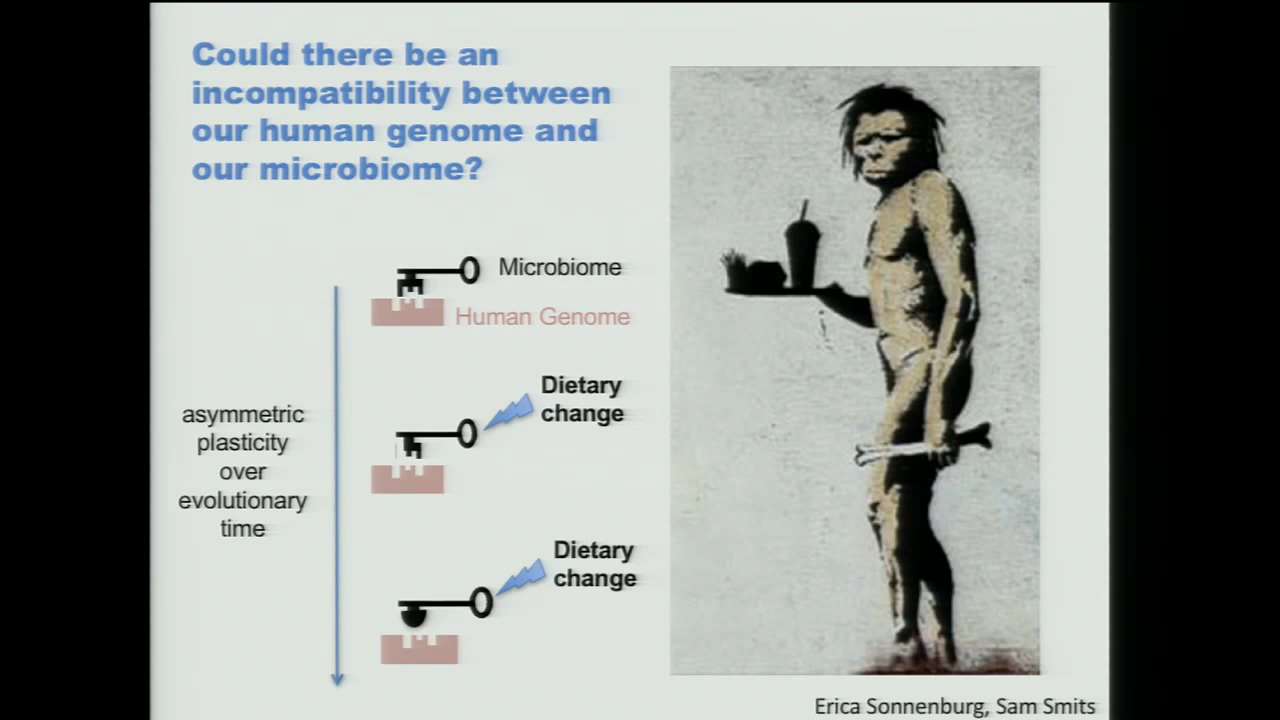 Could there be an
incompatibility between
our human genome and
our microbiome?
Microbiome
Human Genome
Dietary
change
asymmetric
plasticity
over
evolutionary
time
Dietary
change
Erica Sonnenburg, Sam Smits